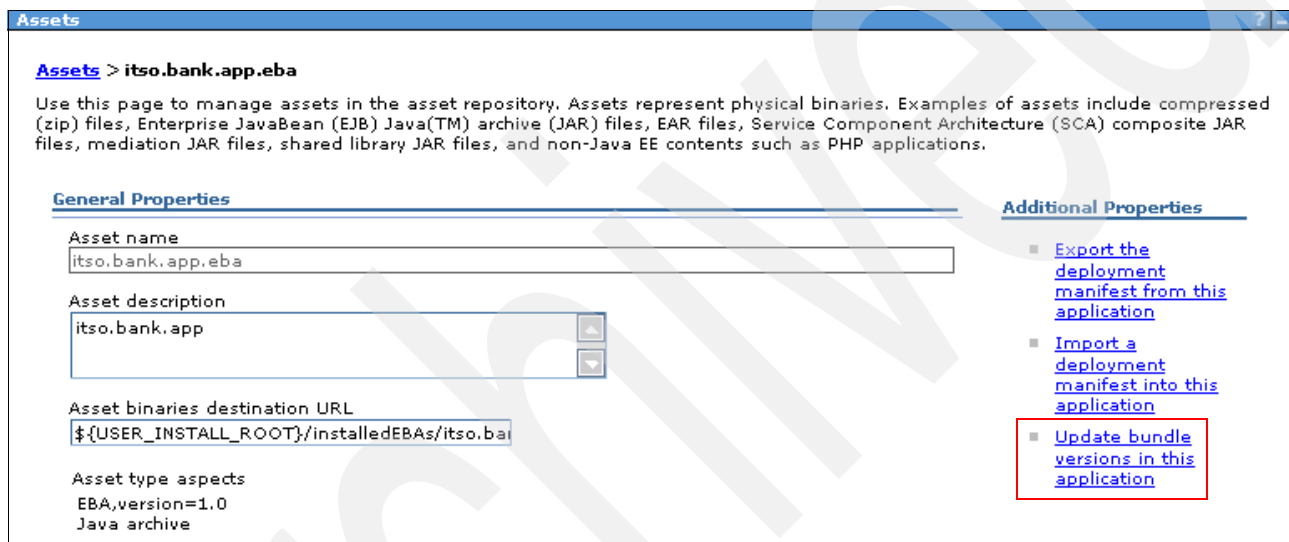 Assets
?
Assets > itso.bank.app.eba
Use this page to manage assets in the asset repository. Assets represent physical binaries. Examples of assets include compressed
(zip) files, Enterprise JavaBean (EJB) Java(TM) archive (JAR) files, EAR files, Service Component Architecture (SCA) composite JAR
files, mediation JAR files, shared library JAR files, and non-Java EE contents such as PHP applications.
General Properties
Asset name
itso.bank.app.eba
Asset description
itso.bank.app
Asset binaries destination URL
${USER_INSTALL_ROOT}/installedEBAs/itso.ba
Asset type aspects
EBA,version=1.0
Java archive
Additional Properties
Export the
deployment
manifest from this
application
Import a
deployment
manifest into this
application
Update bundle
versions in this
application